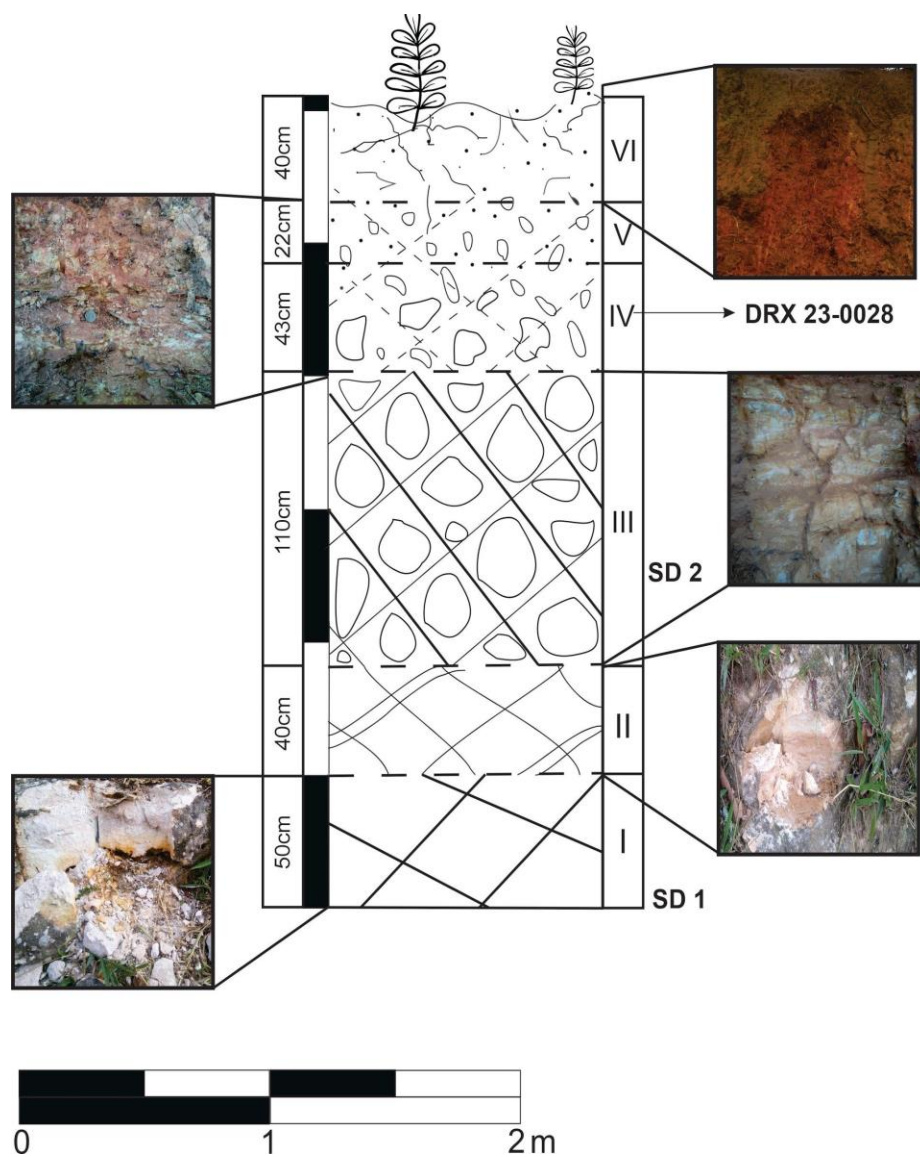 40cm
VI
22cm
V
43cm
IV
DRX 23-0028
110cm
III
SD 2
40cm
II
50cm
I
SD 1
0 1 2 m